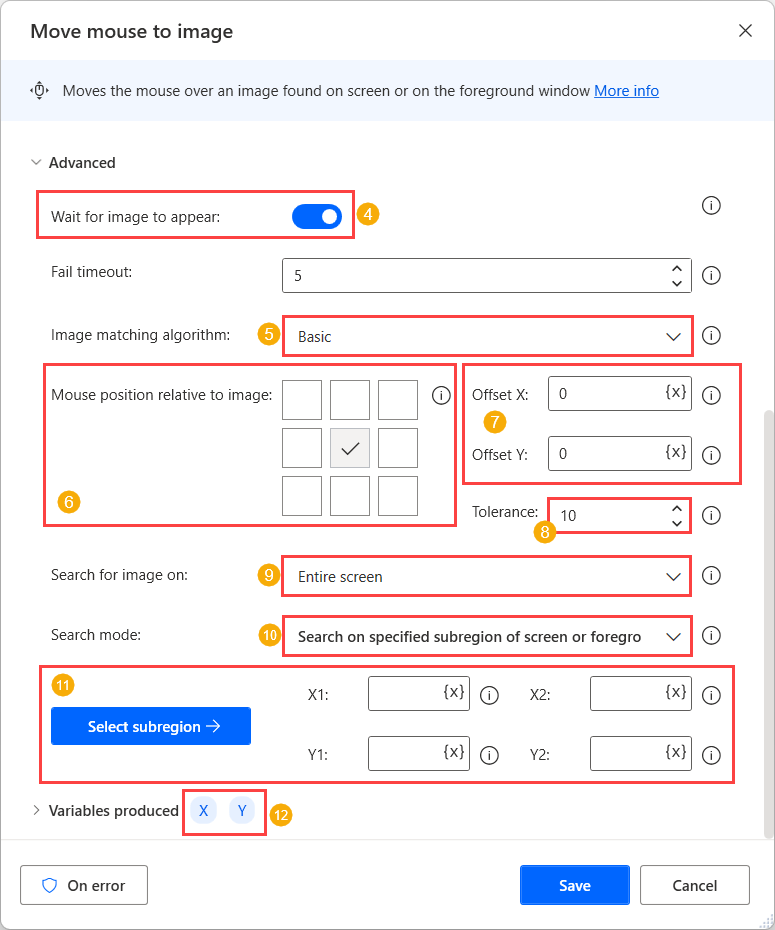 Move mouse to image
Moves the mouse over an image found on screen or on the foreground window More info
Advanced
Wait for image to appear:
4
Fail timeout:
5
Image matching algorithm:
5
Basic
Mouse position relative to image:
6
Offset X:
0
{x}
7
Offset Y:
0
{x}
Tolerance:
8
10
Search for image on:
9
Entire screen
Search mode:
10
Search on specified subregion of screen or foregro
11
Select subregion
X1:
{x}
X2:
{x}
Y1:
{x}
Y2:
{x}
Variables produced
X
Y
12
On error
Save
Cancel